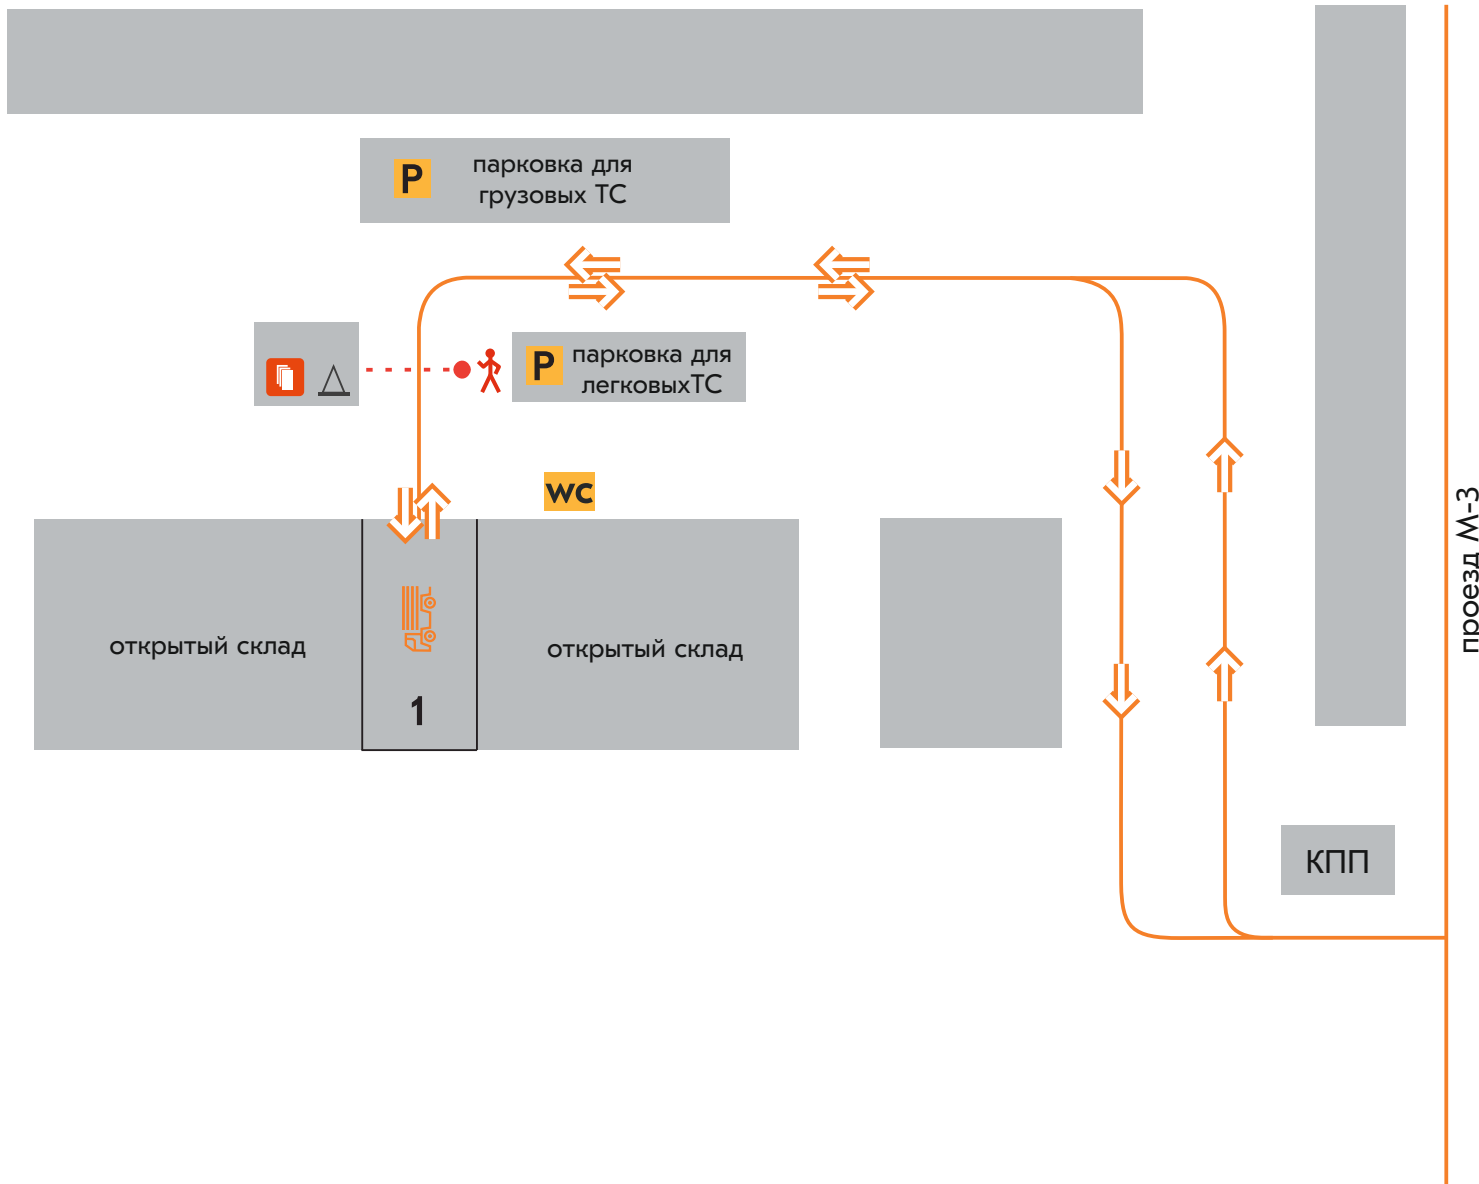 P
парковка для
грузовых ТС
P
парковка для
легковыхТС
WC
открытый склад
открытый склад
1
проезд М-3
КПП